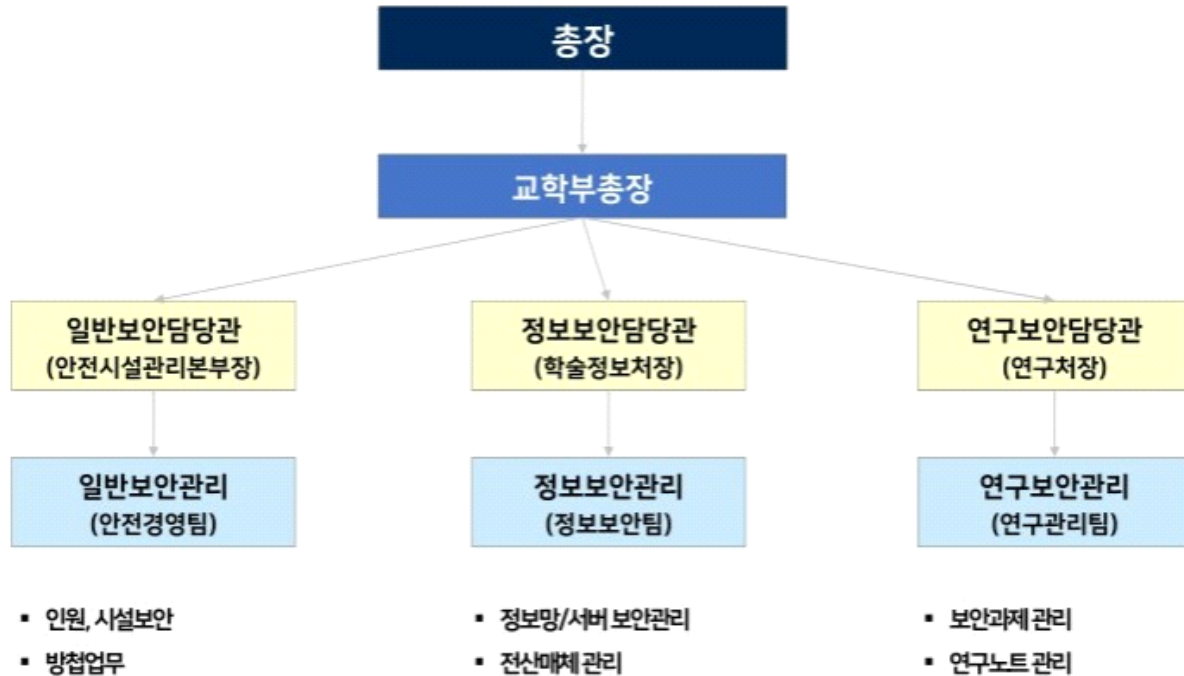 총장
교학부총장
일반보안담당관
(안전시설관리본부장)
정보보안담당관
(학술정보처장)
연구보안담당관
(연구처장)
일반보안관리
(안전경영팀)
정보보안관리
(정보보안팀)
연구보안관리
(연구관리팀)
▪ 인원, 시설보안
▪ 방첩업무
▪ 정보망/서버 보안관리
▪ 전산매체 관리
▪ 보안과제 관리
▪ 연구노트 관리